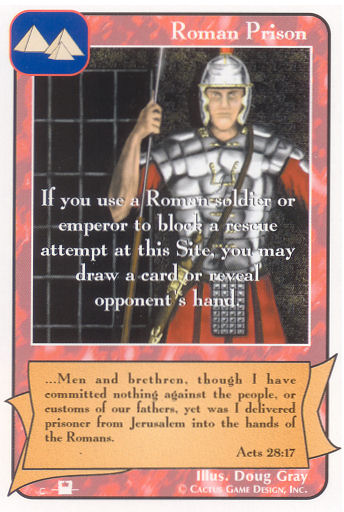 Roman Prison
If you use a Roman soldier or
emperor to block a rescue
attempt at this Site, you may
draw a card or reveal
opponent's hand.
...Men and brethren, though I have
committed nothing against the people, or
customs of our fathers, yet was I delivered
prisoner from Jerusalem into the hands of
the Romans.
Acts 28:17
Illus. Doug Gray
C
© Cactus Game Design, Inc.